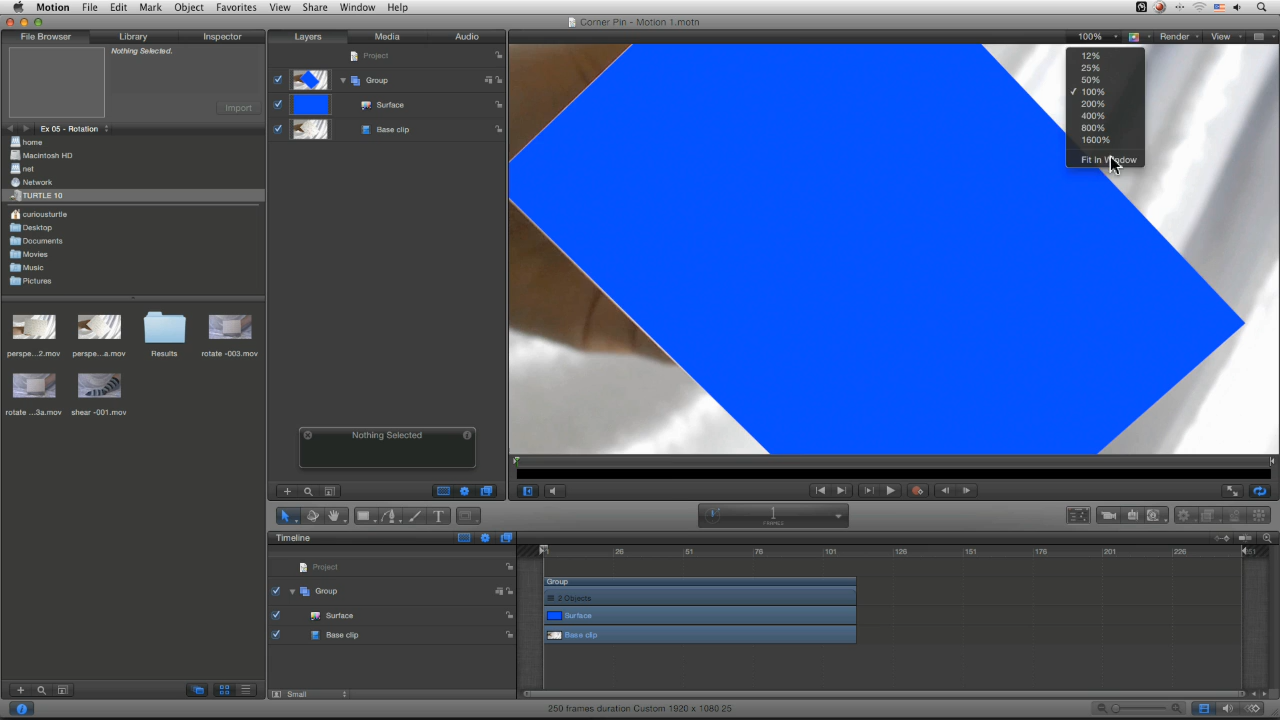 Motion File Edit Mark Object Favorites View Share Window Help
Corner Pin - Motion 1.motn
File Browser Library Inspector
Layers Media Audio
100% Render View
Nothing Selected.
Import
Ex 05 - Rotation
home
Macintosh HD
net
Network
TURTLE 10
curiousturtle
Desktop
Documents
Movies
Music
Pictures
perspe...2.mov perspe...a.mov Results rotate -003.mov
rotate ...3a.mov shear -001.mov
Project
Group
Surface
Base clip
Nothing Selected
12%
25%
50%
100%
200%
400%
800%
1600%
Fit In Window
T
1
FRAMES
Timeline
1 26 51 76 101 126 151 176 201 226 251
Project
Group
Group
2 Objects
Surface
Surface
Base clip
Base clip
Small
250 frames duration Custom 1920 x 1080 25